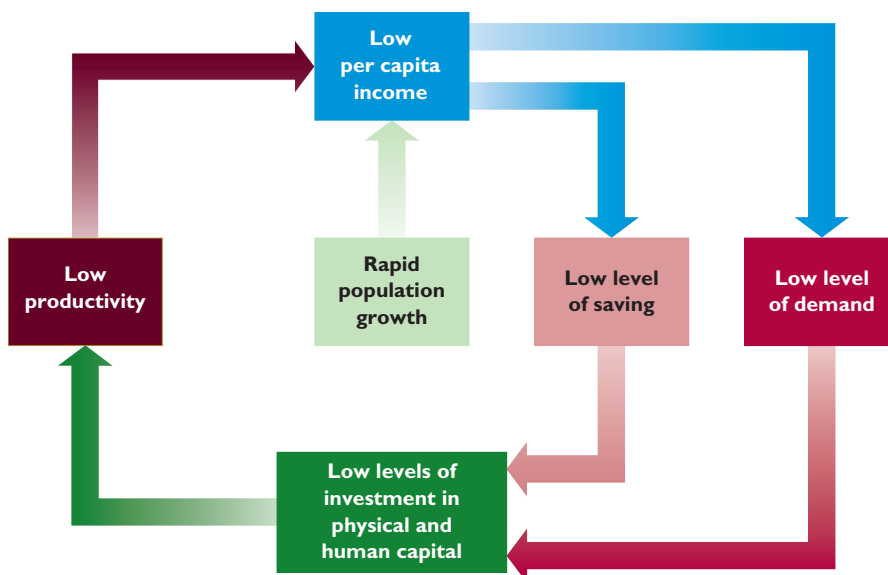 Low
per capita
income
Low
productivity
Rapid
population
growth
Low level
of saving
Low level
of demand
Low levels of
investment in
physical and
human capital